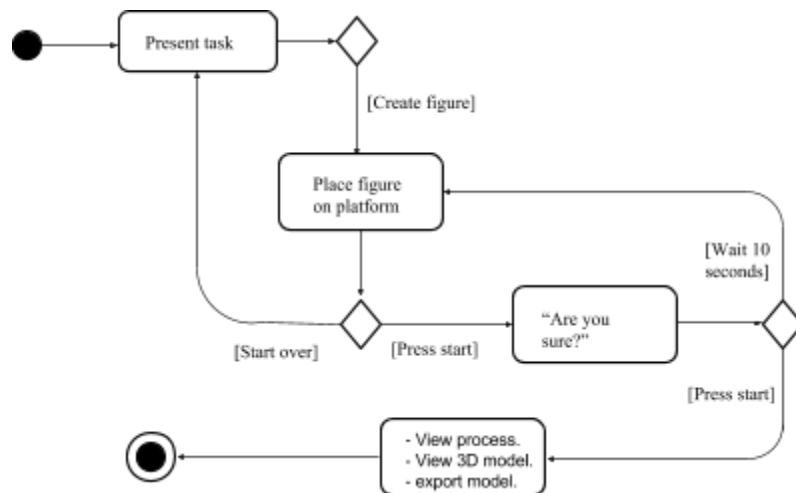 Present task
[Create figure]
Place figure
on platform
[Wait 10
seconds]
“Are you
sure?”
[Start over]
[Press start]
[Press start]
- View process.
- View 3D model.
- export model.